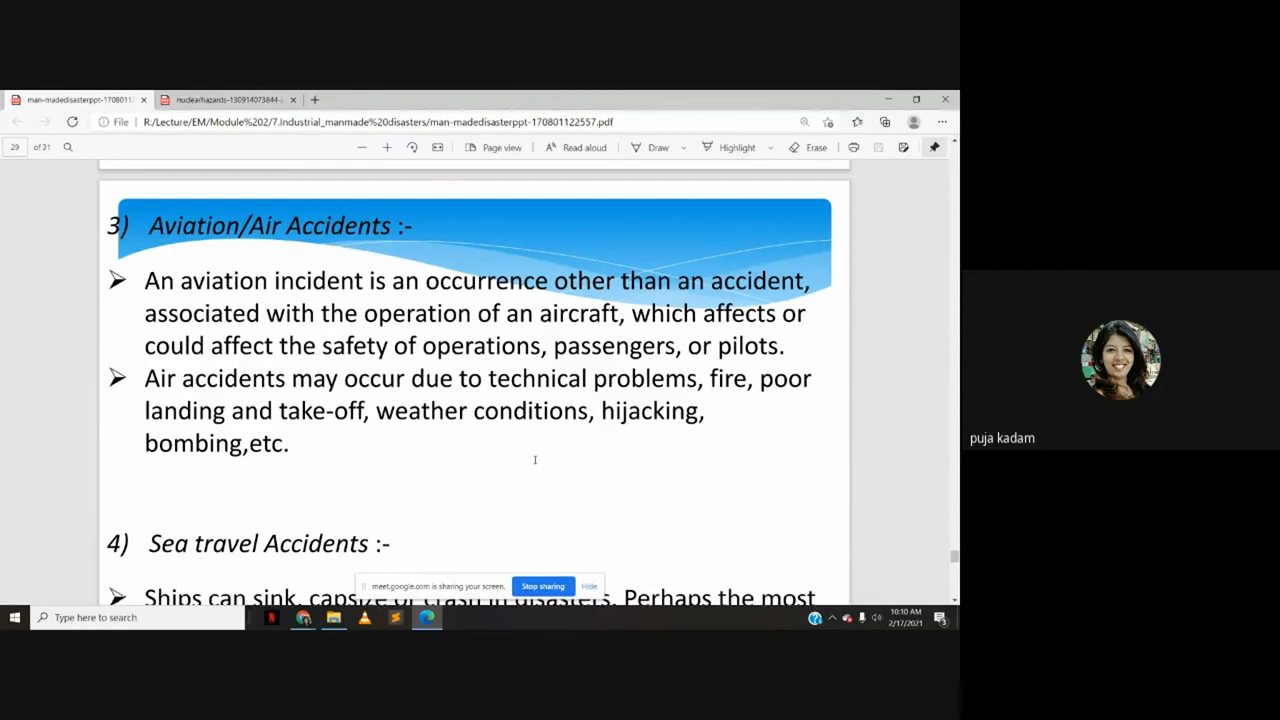 man-madedisasterppt-1708011
nuclearhazards-130914073844-
File
R:/Lecture/EM/Module%202/7.Industrial_manmade%20disasters/man-madedisasterppt-170801122557.pdf
29 of 31
Page view
Read aloud
Draw
Highlight
Erase
3) Aviation/Air Accidents :-
An aviation incident is an occurrence other than an accident,
associated with the operation of an aircraft, which affects or
could affect the safety of operations, passengers, or pilots.
Air accidents may occur due to technical problems, fire, poor
landing and take-off, weather conditions, hijacking,
bombing,etc.
4) Sea travel Accidents :-
Ships can sink, capsize or crash in disasters. Perhaps the most
meet.google.com is sharing your screen.
Stop sharing
Hide
Type here to search
10:10 AM
2/17/2021
puja kadam